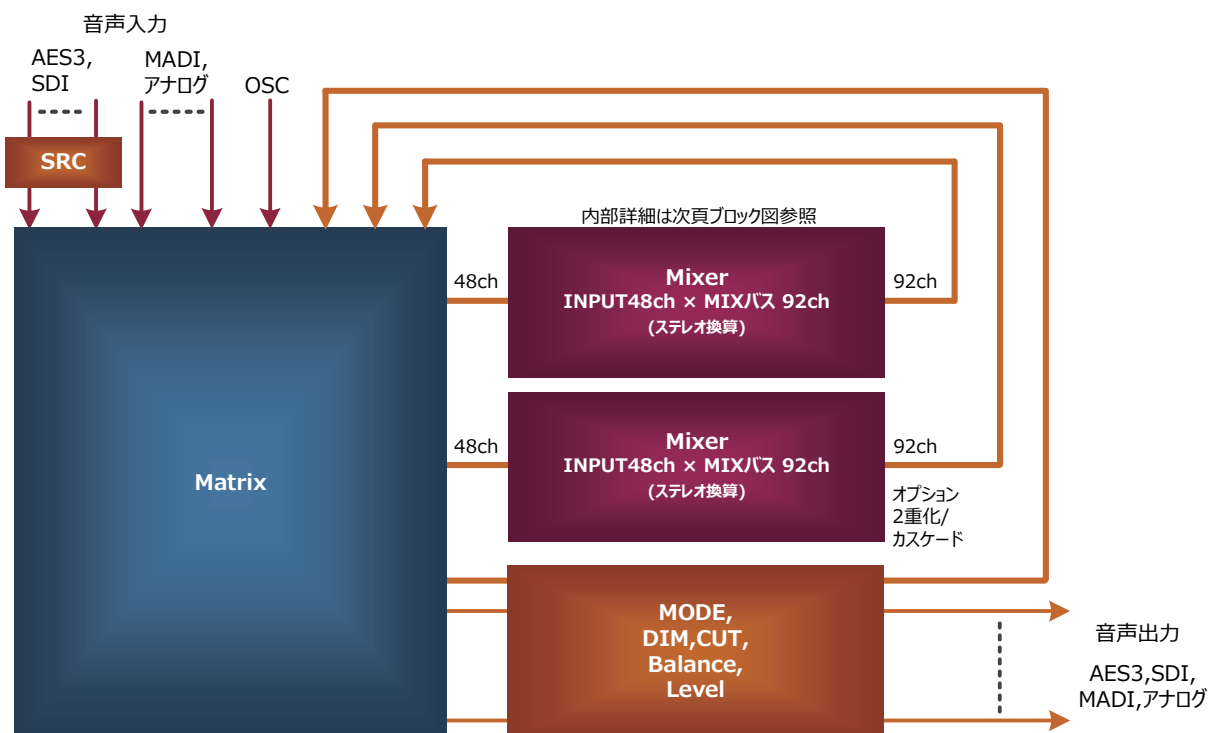 音声入力
AES3,
SDI
MADI,
アナログ
OSC
SRC
内部詳細は次頁ブロック図参照
48ch
Mixer
INPUT48ch × MIXバス 92ch
(ステレオ換算)
92ch
48ch
Mixer
INPUT48ch × MIXバス 92ch
(ステレオ換算)
92ch
オプション
2重化/
カスケード
Matrix
MODE,
DIM,CUT,
Balance,
Level
音声出力
AES3,SDI,
MADI,アナログ